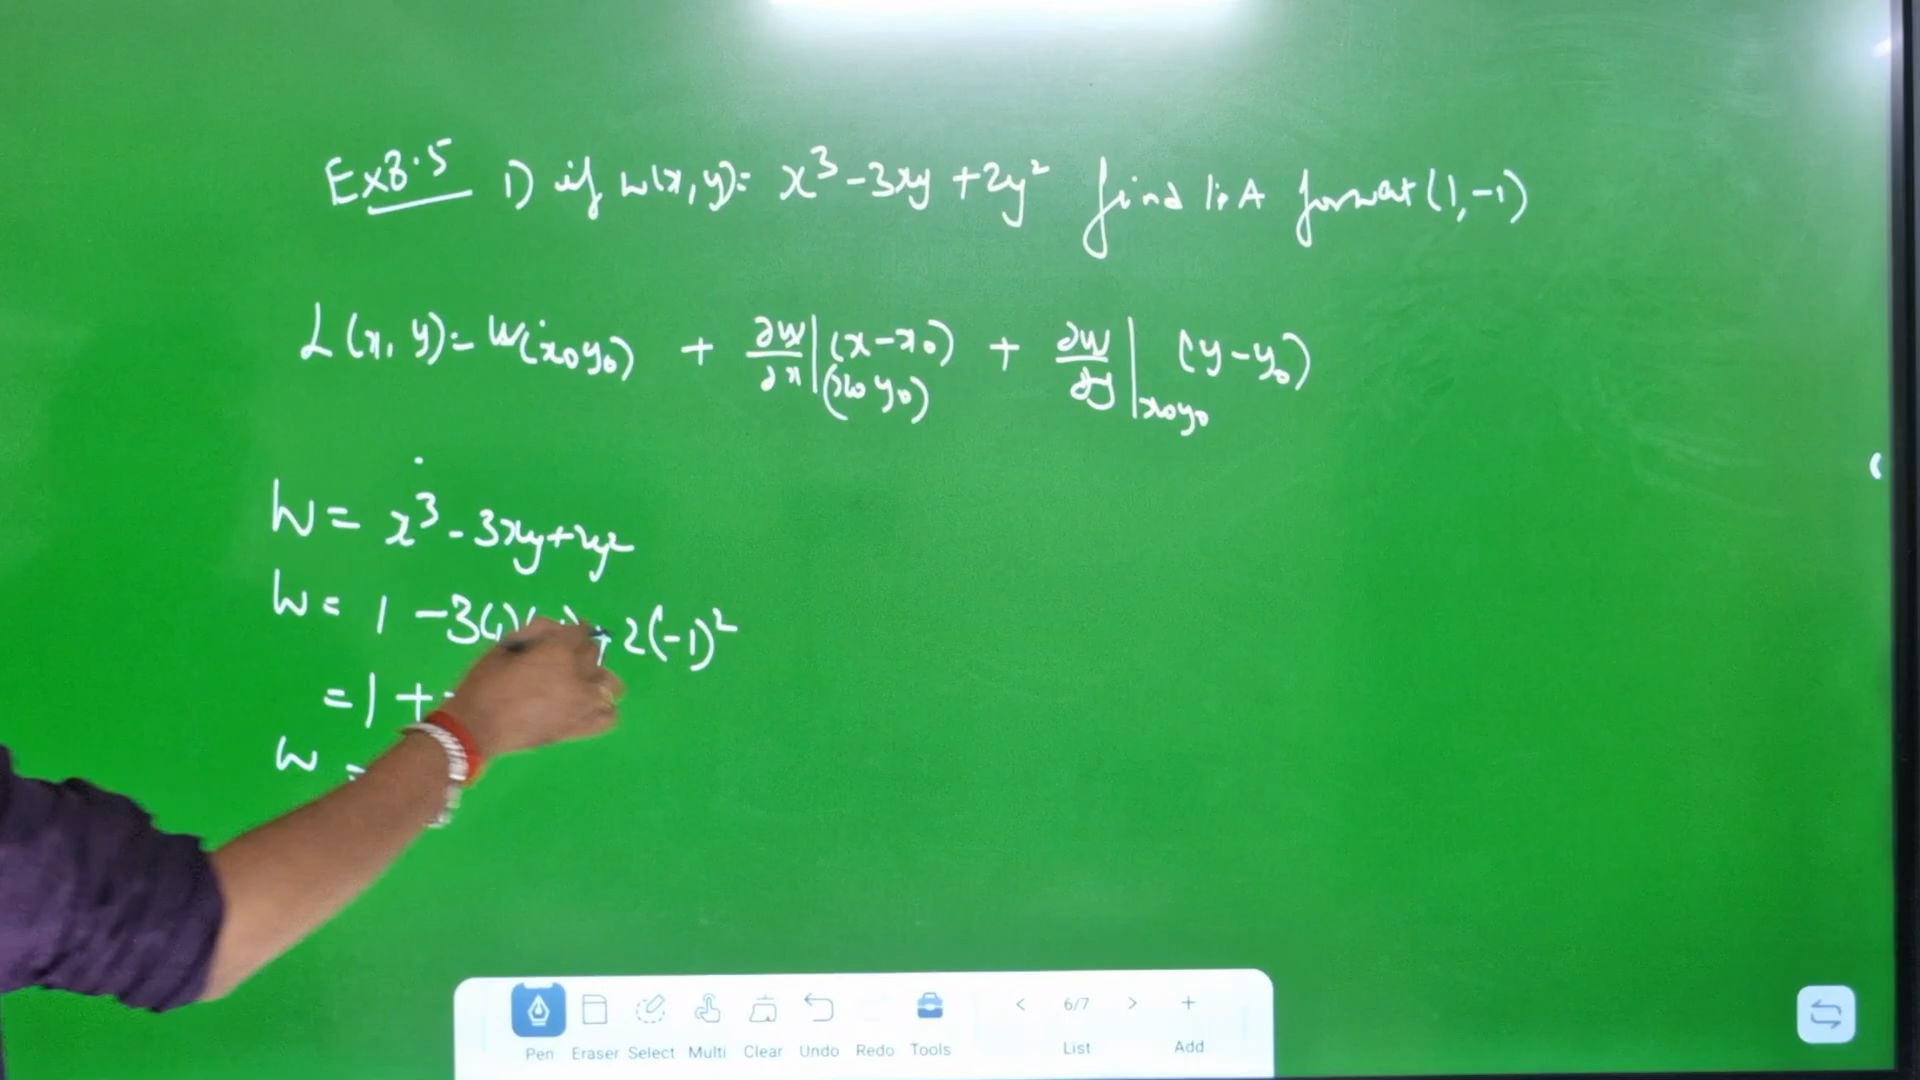 Ex8.5 1) if w(x,y)= x³-3xy+2y² find l:A for w at (1,-1)
L(x, y)= W(x₀y₀) + ∂w/∂x|(x₀y₀) (x-x₀) + ∂w/∂y|x₀y₀ (y-y₀)
W = x³-3xy+2y²
W = 1 -3(1)( )+2(-1)²
=1 +
W =
Pen Eraser Select Multi Clear Undo Redo Tools < 6/7 > List + Add